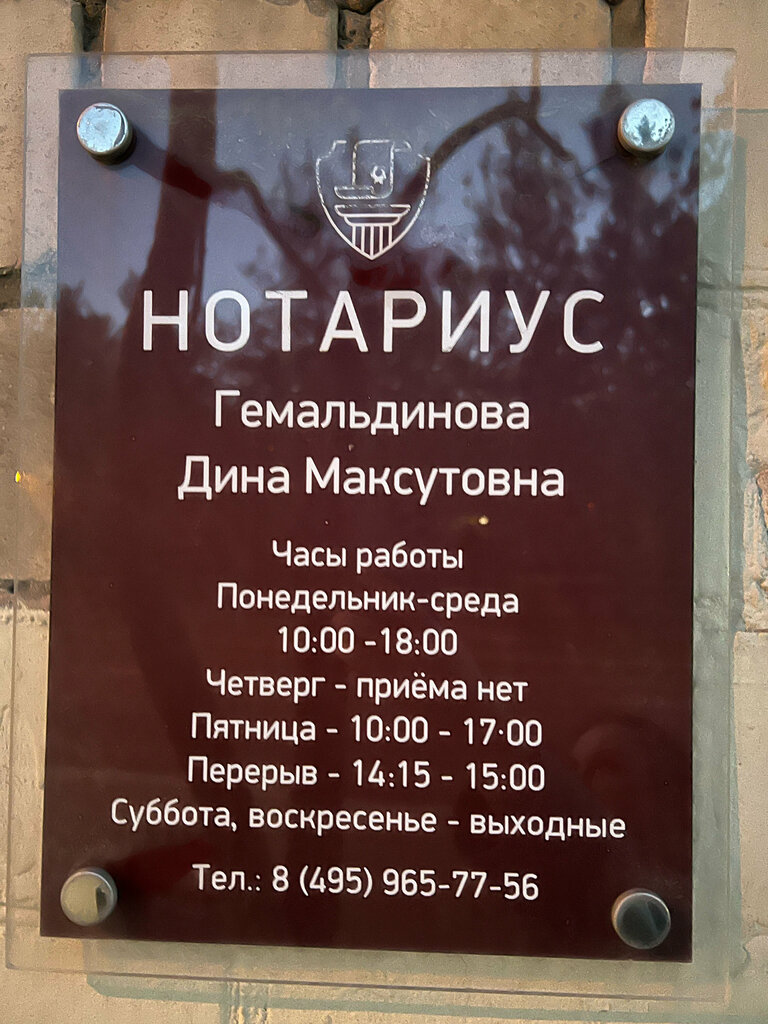 НОТАРИУС
Гемальдинова
Дина Максутовна
Часы работы
Понедельник-среда
10:00 -18:00
Четверг - приёма нет
Пятница - 10:00 - 17:00
Перерыв - 14:15 - 15:00
Суббота, воскресенье - выходные
Тел.: 8 (495) 965-77-56